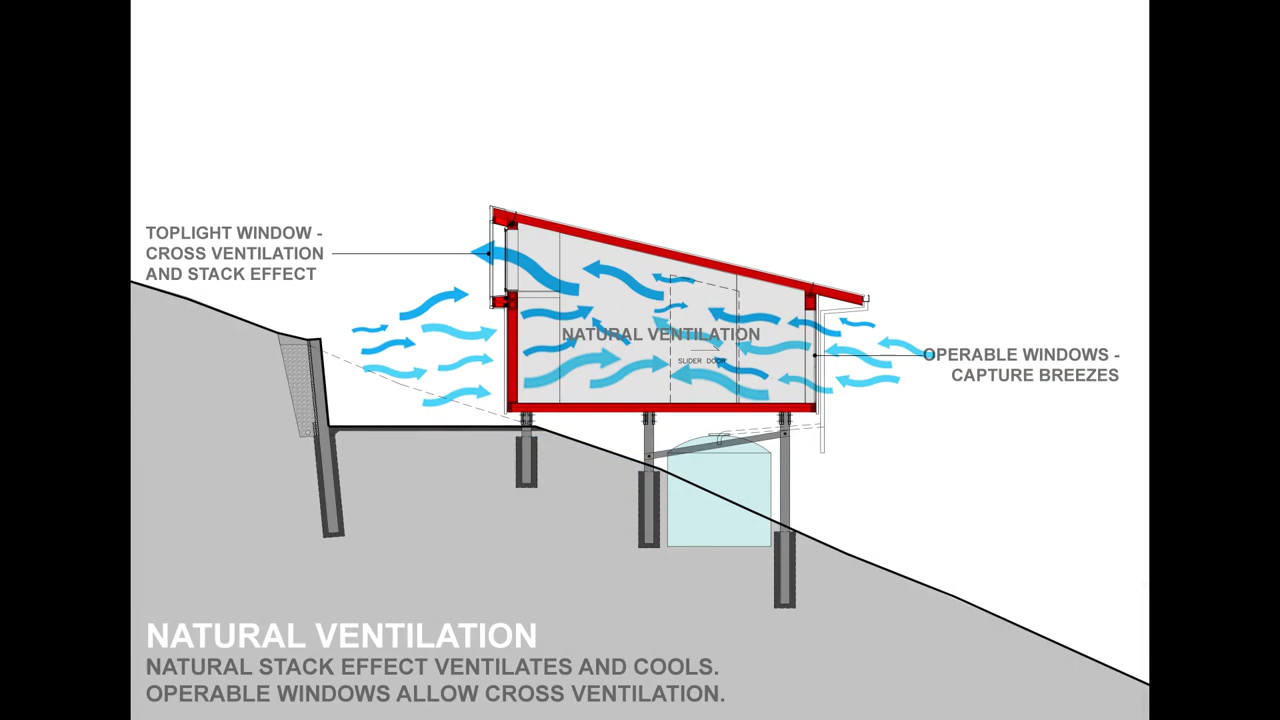 TOPLIGHT WINDOW -
CROSS VENTILATION
AND STACK EFFECT
NATURAL VENTILATION
SLIDER DOOR
OPERABLE WINDOWS -
CAPTURE BREEZES
NATURAL VENTILATION
NATURAL STACK EFFECT VENTILATES AND COOLS.
OPERABLE WINDOWS ALLOW CROSS VENTILATION.